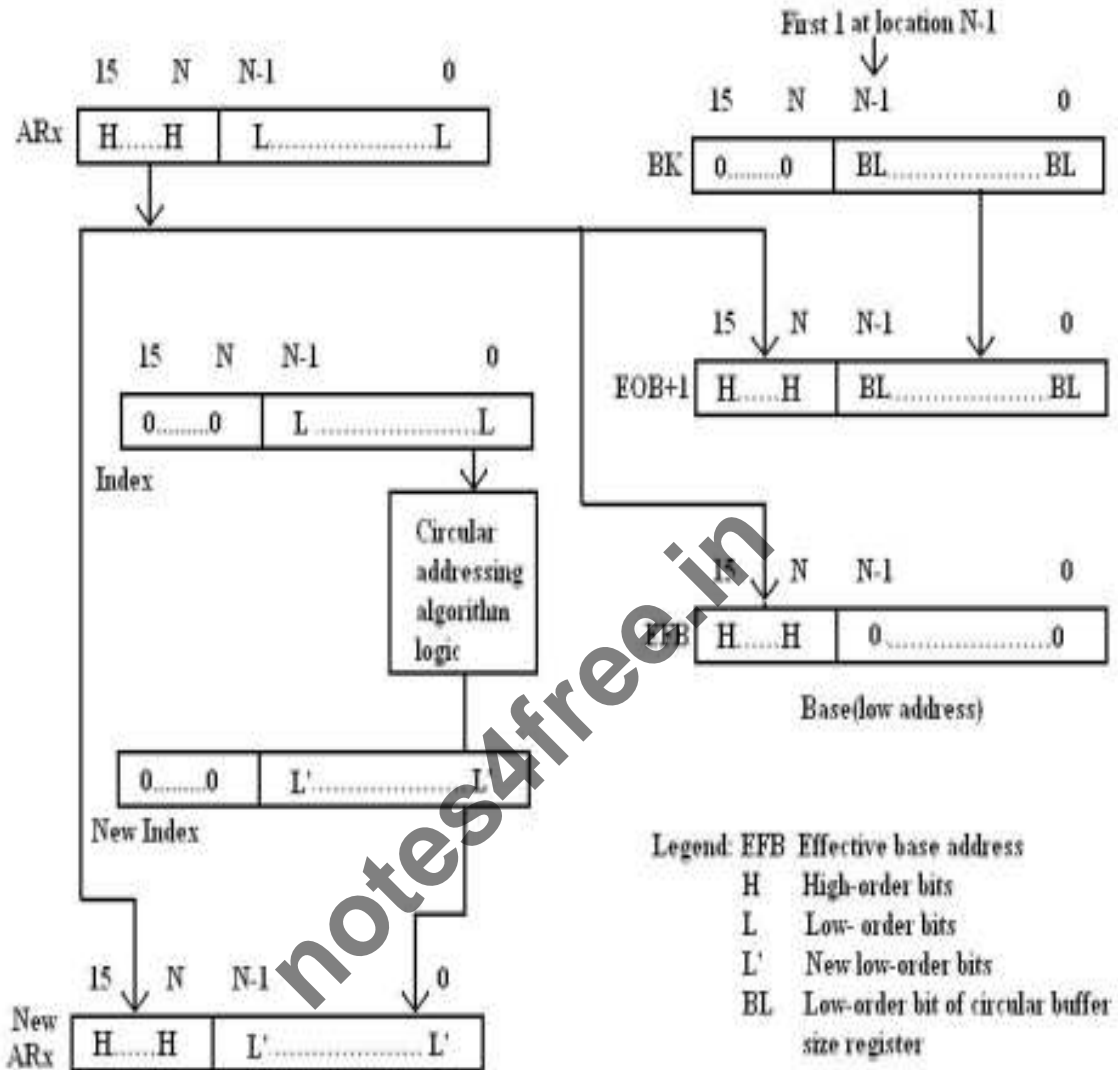 First 1 at location N-1
15 N N-1 0
ARx H......H L......................L
15 N N-1 0
BK 0.........0 BL......................BL
15 N N-1 0
EOB+1 H......H BL......................BL
15 N N-1 0
0.........0 L......................L
Index
Circular
addressing
algorithm
logic
15 N N-1 0
EFB H......H 0......................0
Base(low address)
0.........0 L'......................L'
New Index
15 N N-1 0
New
ARx H......H L'......................L'
Legend: EFB Effective base address
H High-order bits
L Low- order bits
L' New low-order bits
BL Low-order bit of circular buffer
size register
notes4free.in